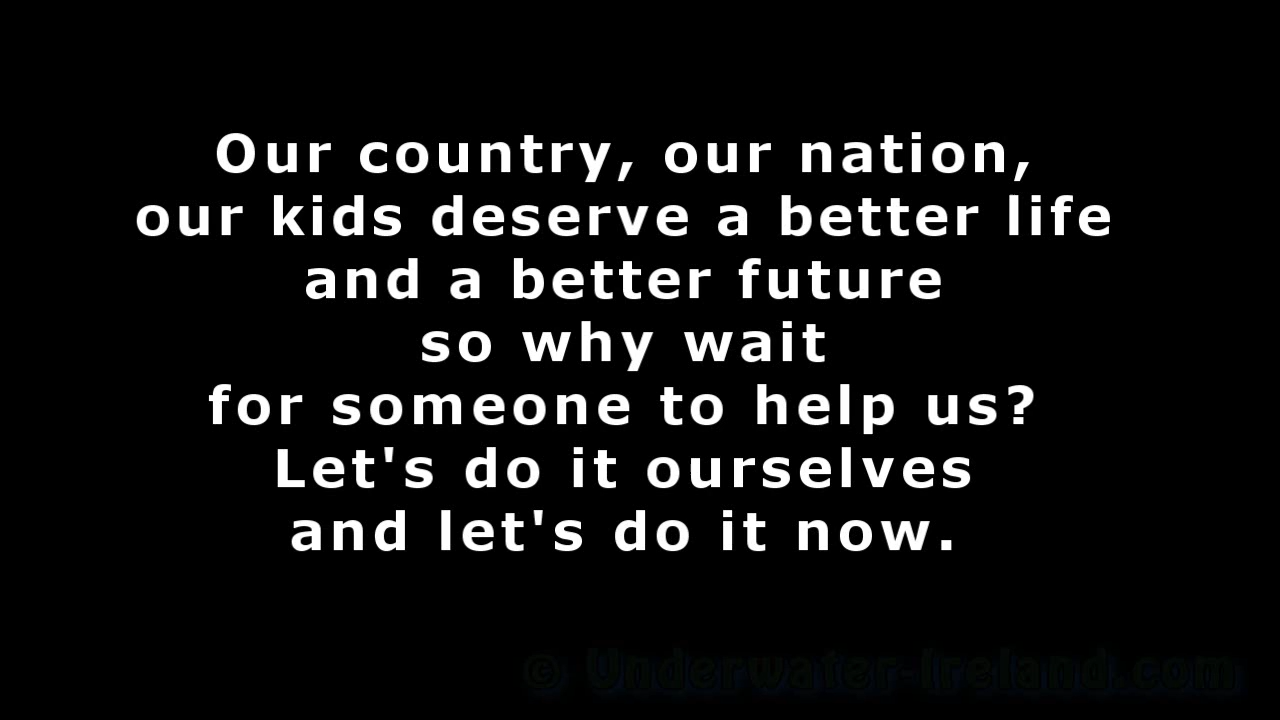 Our country, our nation,
our kids deserve a better life
and a better future
so why wait
for someone to help us?
Let's do it ourselves
and let's do it now.
© Underwater-Ireland.com